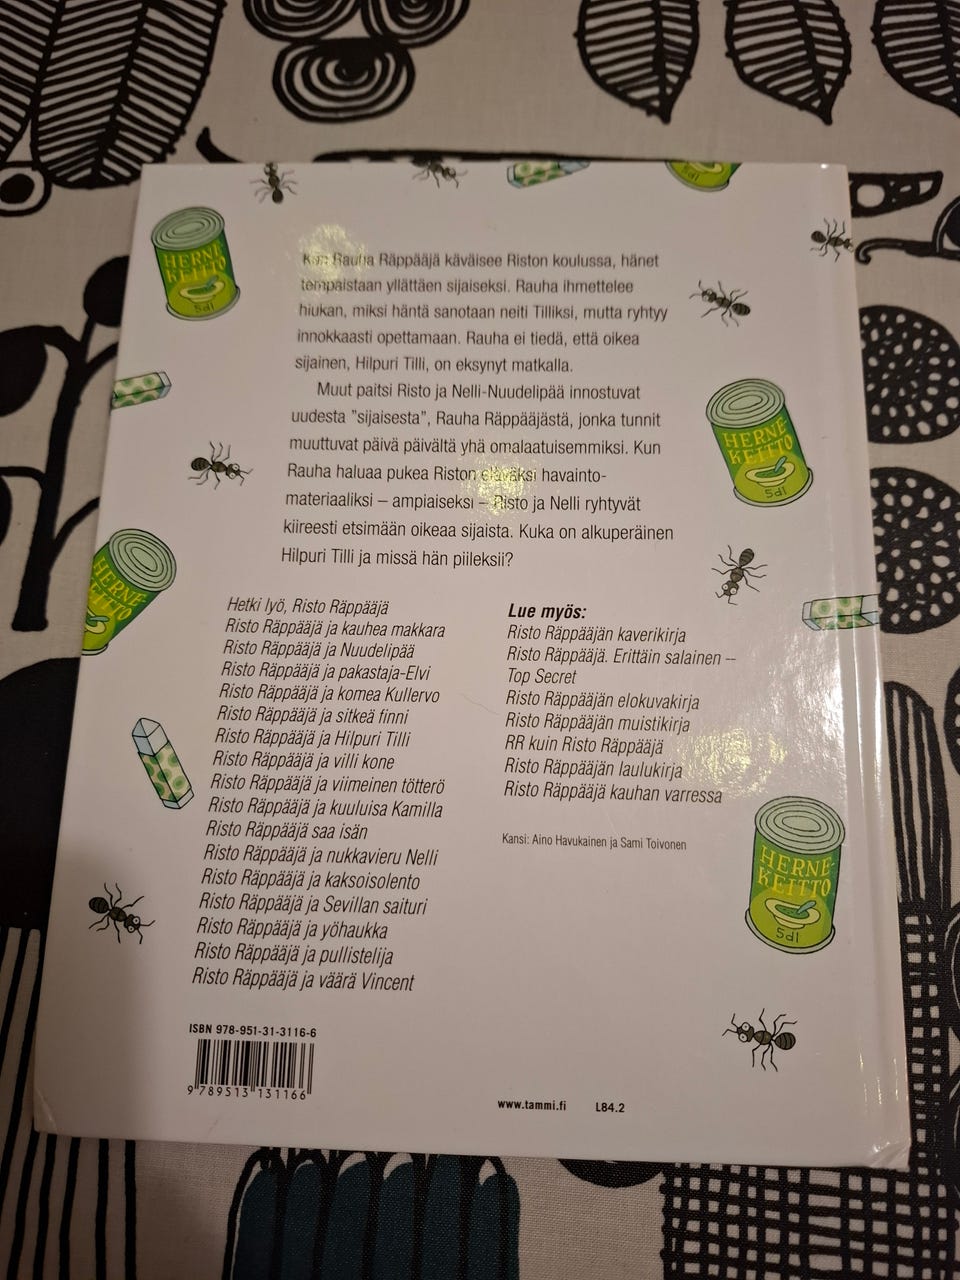 Kun Rauha Räppääjä käväisee Riston koulussa, hänet
tempaistaan yllättäen sijaiseksi. Rauha ihmettelee
hiukan, miksi häntä sanotaan neiti Tilliksi, mutta ryhtyy
innokkaasti opettamaan. Rauha ei tiedä, että oikea
sijainen, Hilpuri Tilli, on eksynyt matkalla.
Muut paitsi Risto ja Nelli-Nuudelipää innostuvat
uudesta ”sijaisesta”, Rauha Räppääjästä, jonka tunnit
muuttuvat päivä päivältä yhä omalaatuisemmiksi. Kun
Rauha haluaa pukea Riston eläväksi havainto-
materiaaliksi – ampiaiseksi – Risto ja Nelli ryhtyvät
kiireesti etsimään oikeaa sijaista. Kuka on alkuperäinen
Hilpuri Tilli ja missä hän piileksii?
Hetki lyö, Risto Räppääjä
Risto Räppääjä ja kauhea makkara
Risto Räppääjä ja Nuudelipää
Risto Räppääjä ja pakastaja-Elvi
Risto Räppääjä ja komea Kullervo
Risto Räppääjä ja sitkeä finni
Risto Räppääjä ja Hilpuri Tilli
Risto Räppääjä ja villi kone
Risto Räppääjä ja viimeinen tötterö
Risto Räppääjä ja kuuluisa Kamilla
Risto Räppääjä saa isän
Risto Räppääjä ja nukkavieru Nelli
Risto Räppääjä ja kaksoisolento
Risto Räppääjä ja Sevillan saituri
Risto Räppääjä ja yöhaukka
Risto Räppääjä ja pullistelija
Risto Räppääjä ja väärä Vincent
Lue myös:
Risto Räppääjän kaverikirja
Risto Räppääjä. Erittäin salainen –
Top Secret
Risto Räppääjän elokuvakirja
Risto Räppääjän muistikirja
RR kuin Risto Räppääjä
Risto Räppääjän laulukirja
Risto Räppääjä kauhan varressa
Kansi: Aino Havukainen ja Sami Toivonen
ISBN 978-951-31-3116-6
9 789513 131166
www.tammi.fi L84.2
HERNE-
KEITTO
5dl
HERNE-
KEITTO
5dl
HERNE-
KEITTO
HERNE-
KEITTO
5dl
5dl